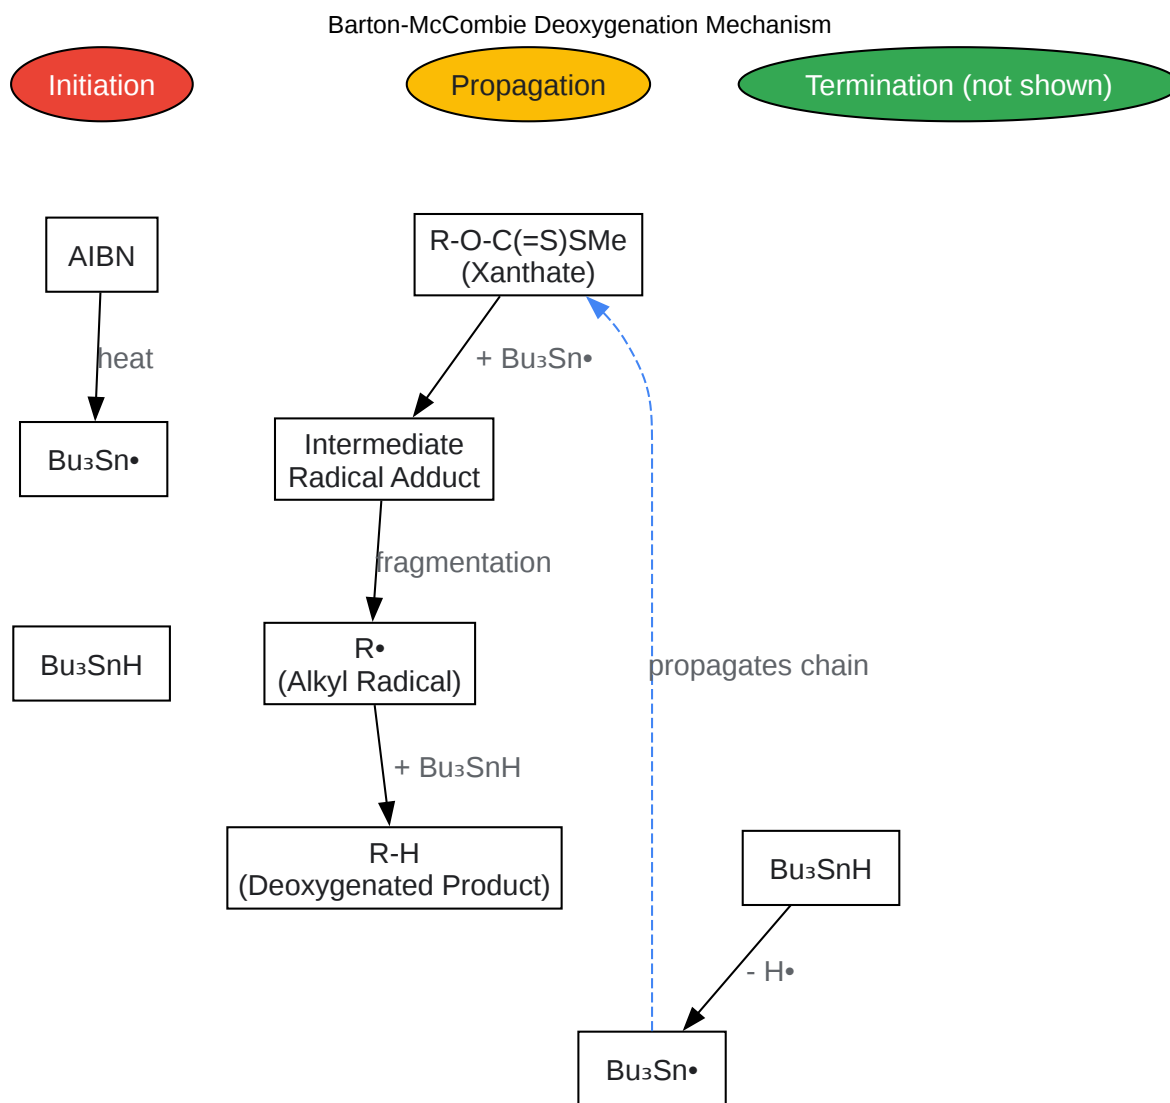 Barton-McCombie Deoxygenation Mechanism
Initiation
Propagation
Termination (not shown)
AIBN
R-O-C(=S)SMe
(Xanthate)
heat
+ Bu₃Sn•
Bu₃Sn•
Intermediate
Radical Adduct
fragmentation
Bu₃SnH
R•
(Alkyl Radical)
propagates chain
+ Bu₃SnH
R-H
(Deoxygenated Product)
Bu₃SnH
- H•
Bu₃Sn•